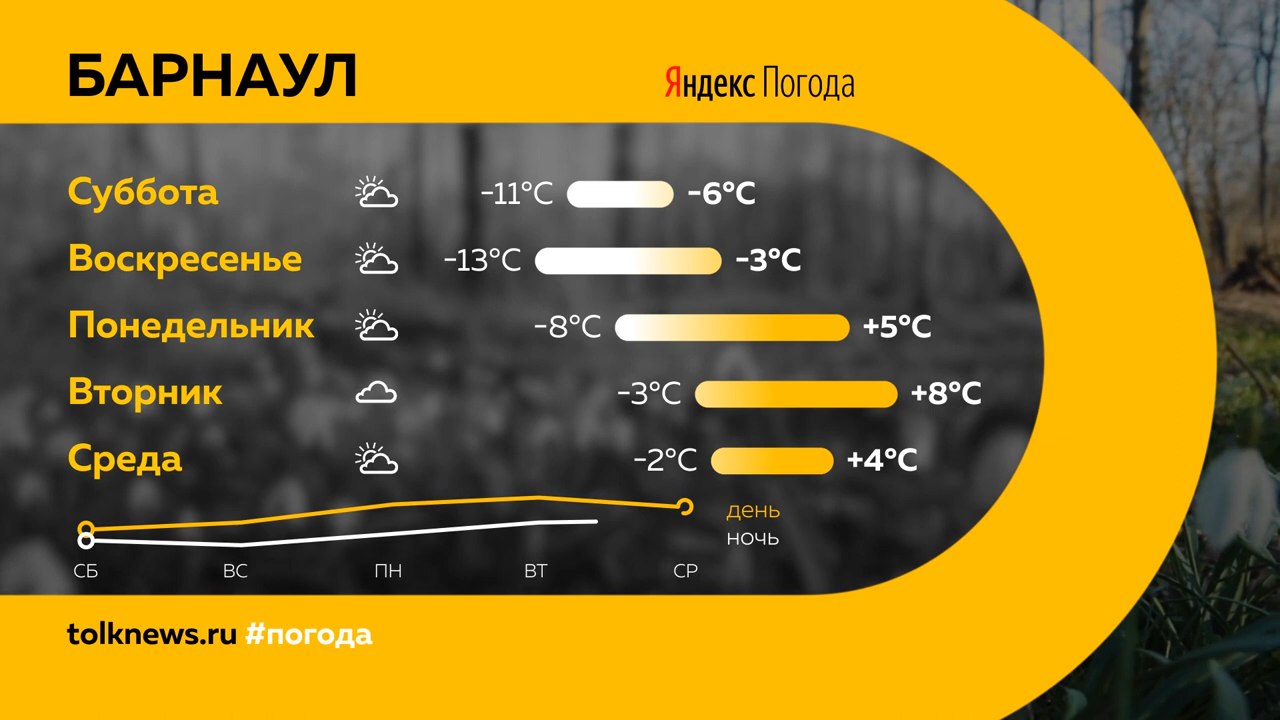 БАРНАУЛ
Яндекс Погода
Суббота -11°C -6°C
Воскресенье -13°C -3°C
Понедельник -8°C +5°C
Вторник -3°C +8°C
Среда -2°C +4°C
день
ночь
СБ ВС ПН ВТ СР
tolknews.ru #погода